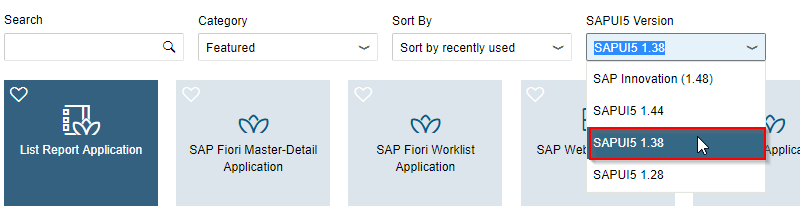 Search
Category
Sort By
SAPUI5 Version
Featured
Sort by recently used
SAPUI5 1.38
SAP Innovation (1.48)
SAPUI5 1.44
SAPUI5 1.38
SAPUI5 1.28
List Report Application
SAP Fiori Master-Detail
Application
SAP Fiori Worklist
Application
SAP Web
Applica